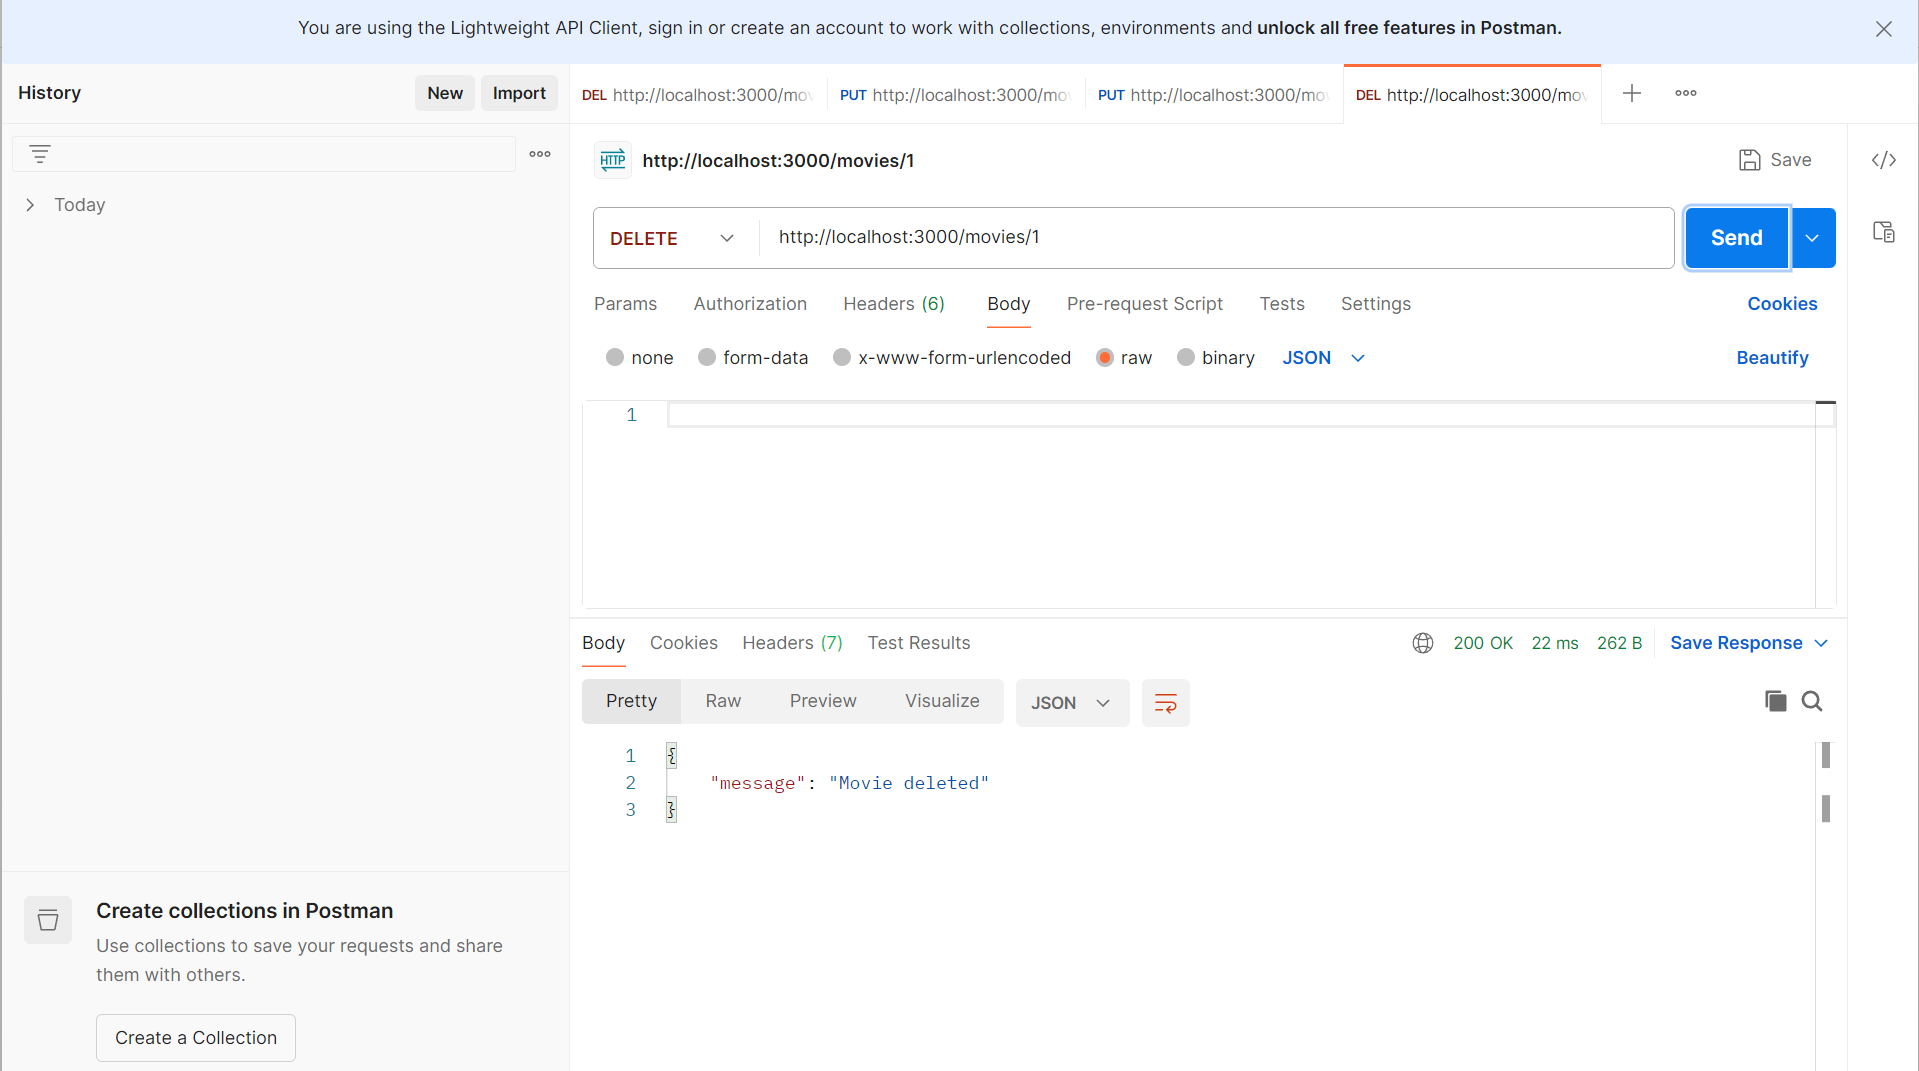 You are using the Lightweight API Client, sign in or create an account to work with collections, environments and unlock all free features in Postman.
History
New
Import
DEL http://localhost:3000/mov
PUT http://localhost:3000/mo
PUT http://localhost:3000/mo
DEL http://localhost:3000/mov
Today
HTTP
http://localhost:3000/movies/1
Save
DELETE
http://localhost:3000/movies/1
Send
Params Authorization Headers (6) Body Pre-request Script Tests Settings Cookies
none form-data x-www-form-urlencoded raw binary JSON Beautify
1
Body Cookies Headers (7) Test Results
200 OK 22 ms 262 B Save Response
Pretty Raw Preview Visualize JSON
1 {
2 "message": "Movie deleted"
3 }
Create collections in Postman
Use collections to save your requests and share
them with others.
Create a Collection